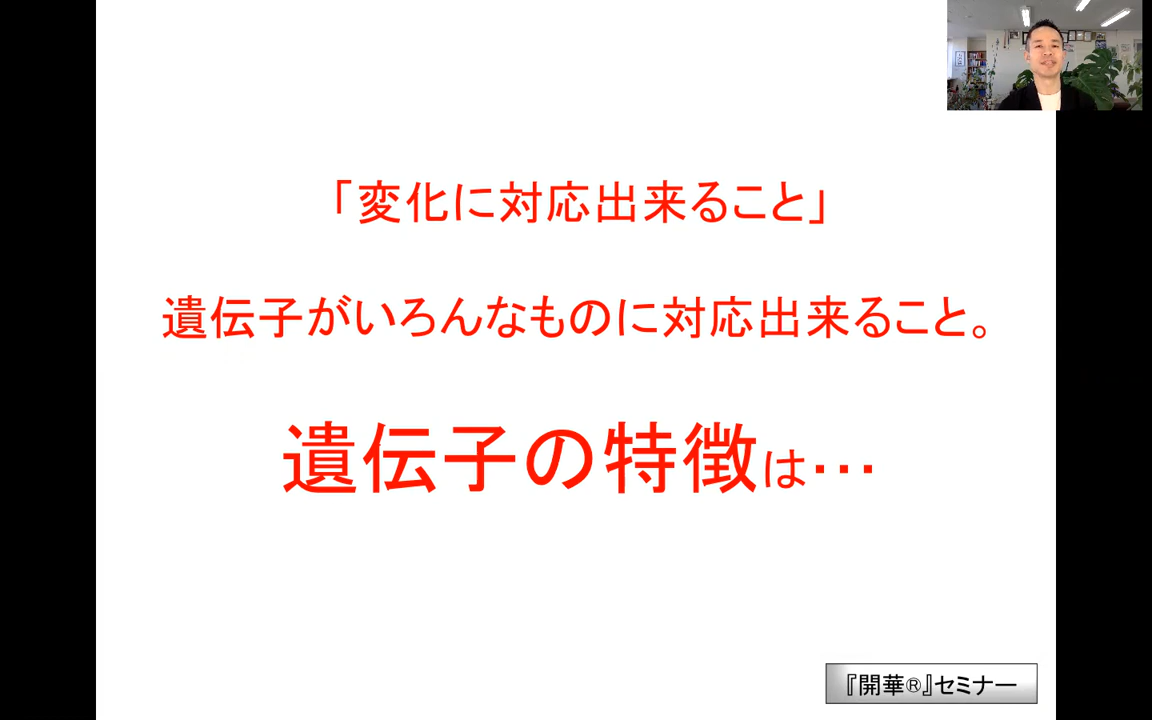 「変化に対応出来ること」
遺伝子がいろんなものに対応出来ること。
遺伝子の特徴は…
『開華®』セミナー